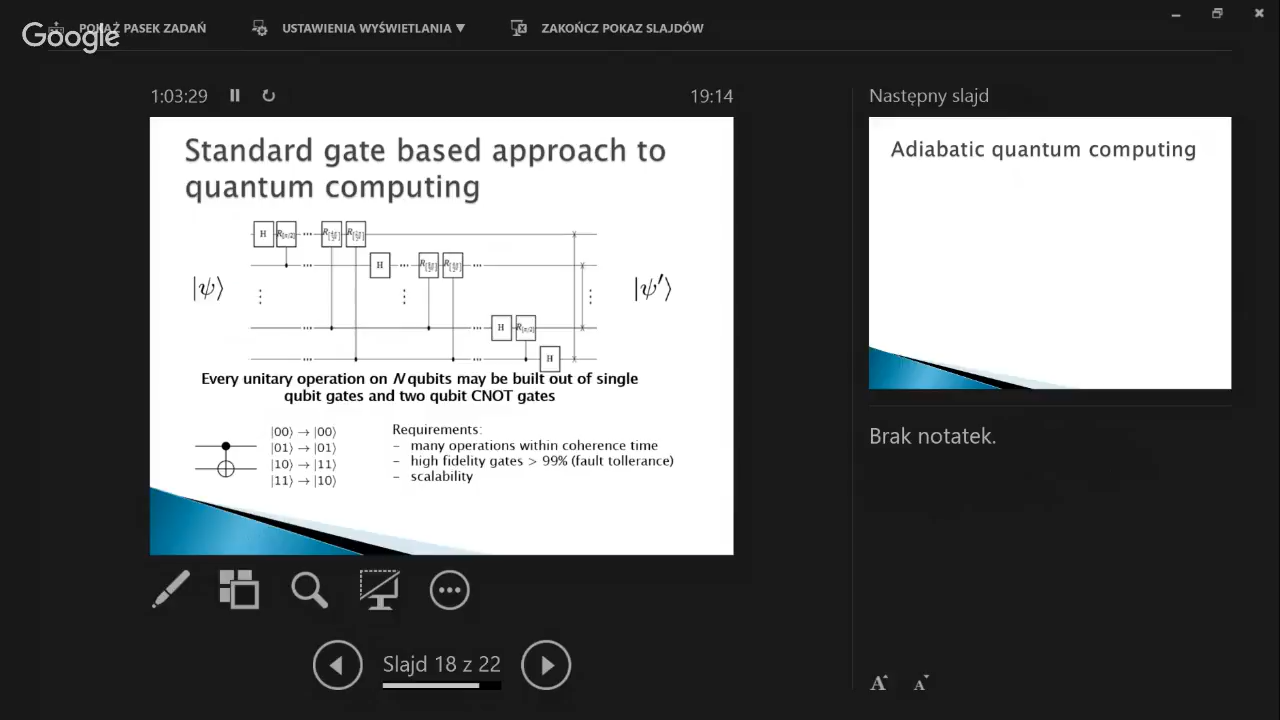 Google
POKAŻ PASEK ZADAŃ
USTAWIENIA WYŚWIETLANIA ▼
ZAKOŃCZ POKAZ SLAJDÓW
1:03:29
19:14
Standard gate based approach to
quantum computing
H R[π/2] ... 
H ...
H R[π/2]
H
|ψ⟩
|ψ′⟩
Every unitary operation on N qubits may be built out of single
qubit gates and two qubit CNOT gates
|00⟩ → |00⟩
|01⟩ → |01⟩
|10⟩ → |11⟩
|11⟩ → |10⟩
Requirements:
– many operations within coherence time
– high fidelity gates > 99% (fault tollerance)
– scalability
Slajd 18 z 22
Następny slajd
Adiabatic quantum computing
Brak notatek.
A A